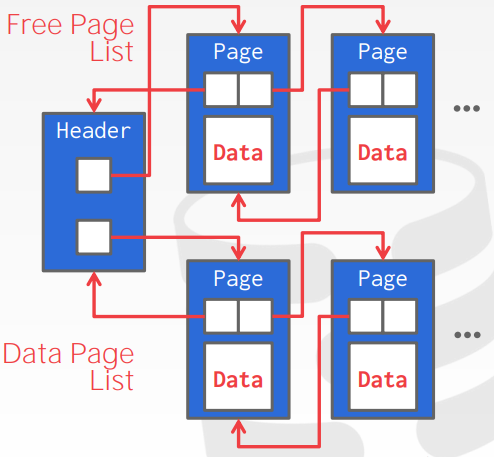 Free Page
List
Page
Page
Header
Data
Data
...
Page
Page
Data Page
List
Data
Data
...